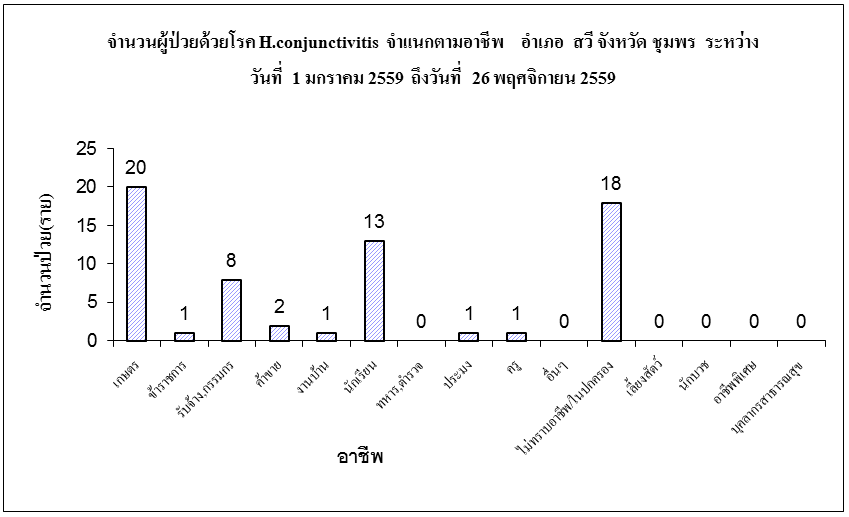 จำนวนผู้ป่วยด้วยโรค H.conjunctivitis จำแนกตามอาชีพ อำเภอ สวี จังหวัด ชุมพร ระหว่าง
วันที่ 1 มกราคม 2559 ถึงวันที่ 26 พฤศจิกายน 2559
จำนวนป่วย(ราย)
25
20
15
10
5
0
20
1
8
2
1
13
0
1
1
0
18
0
0
0
0
เกษตร
ข้าราชการ
รับจ้าง,กรรมกร
ค้าขาย
งานบ้าน
นักเรียน
ทหาร,ตำรวจ
ประมง
ครู
อื่นๆ
ไม่ทราบอาชีพ/ในปกครอง
เลี้ยงสัตว์
นักบวช
อาชีพพิเศษ
บุคลากรสาธารณสุข
อาชีพ